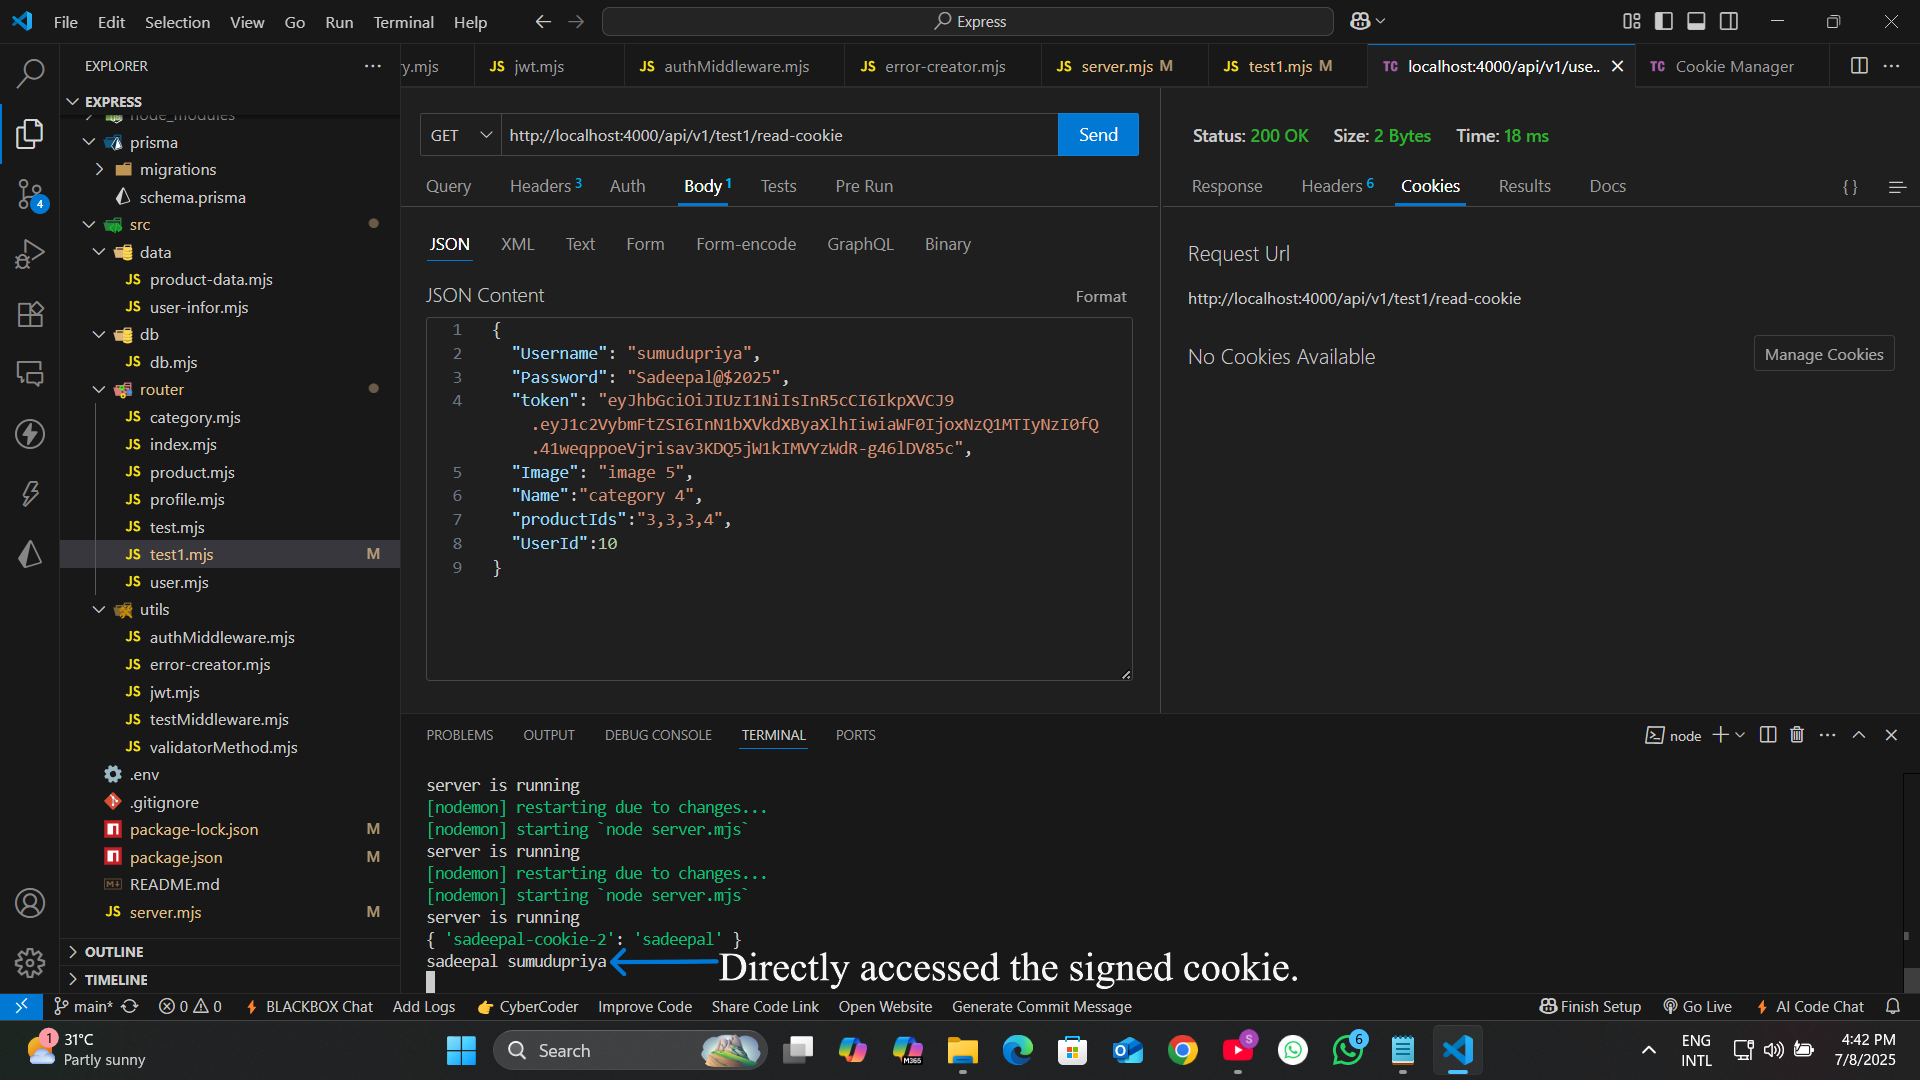 File Edit Selection View Go Run Terminal Help
Express
EXPLORER
y.mjs
JS jwt.mjs
JS authMiddleware.mjs
JS error-creator.mjs
JS server.mjs M
JS test1.mjs M
TC localhost:4000/api/v1/use..
TC Cookie Manager
EXPRESS
node_modules
prisma
migrations
schema.prisma
src
data
JS product-data.mjs
JS user-infor.mjs
db
JS db.mjs
router
JS category.mjs
JS index.mjs
JS product.mjs
JS profile.mjs
JS test.mjs
JS test1.mjs M
JS user.mjs
utils
JS authMiddleware.mjs
JS error-creator.mjs
JS jwt.mjs
JS testMiddleware.mjs
JS validatorMethod.mjs
.env
.gitignore
package-lock.json M
package.json M
README.md
JS server.mjs M
OUTLINE
TIMELINE
4
GET http://localhost:4000/api/v1/test1/read-cookie Send
Query Headers 3 Auth Body 1 Tests Pre Run
JSON XML Text Form Form-encode GraphQL Binary
JSON Content Format
1 {
2 "Username": "sumudupriya",
3 "Password": "Sadeepal@$2025",
4 "token": "eyJhbGciOiJIUzI1NiIsInR5cCI6IkpXVCJ9
.eyJ1c2VybmFtZSI6InN1bXVkdXByaXlhIiwiaWF0IjoxNzQ1MTIyNzI0fQ
.41weqppoeVjrisav3KDQ5jW1kIMVYzWdR-g46lDV85c",
5 "Image": "image 5",
6 "Name":"category 4",
7 "productIds":"3,3,3,4",
8 "UserId":10
9 }
Status: 200 OK Size: 2 Bytes Time: 18 ms
Response Headers 6 Cookies Results Docs { }
Request Url
http://localhost:4000/api/v1/test1/read-cookie
No Cookies Available Manage Cookies
PROBLEMS OUTPUT DEBUG CONSOLE TERMINAL PORTS
node
server is running
[nodemon] restarting due to changes...
[nodemon] starting `node server.mjs`
server is running
[nodemon] restarting due to changes...
[nodemon] starting `node server.mjs`
server is running
{ 'sadeepal-cookie-2': 'sadeepal' }
sadeepal sumudupriya
Directly accessed the signed cookie.
main* 0 0 BLACKBOX Chat Add Logs CyberCoder Improve Code Share Code Link Open Website Generate Commit Message Finish Setup Go Live AI Code Chat
1 31°C
Partly sunny
Search
M365
S
6
ENG
INTL
4:42 PM
7/8/2025